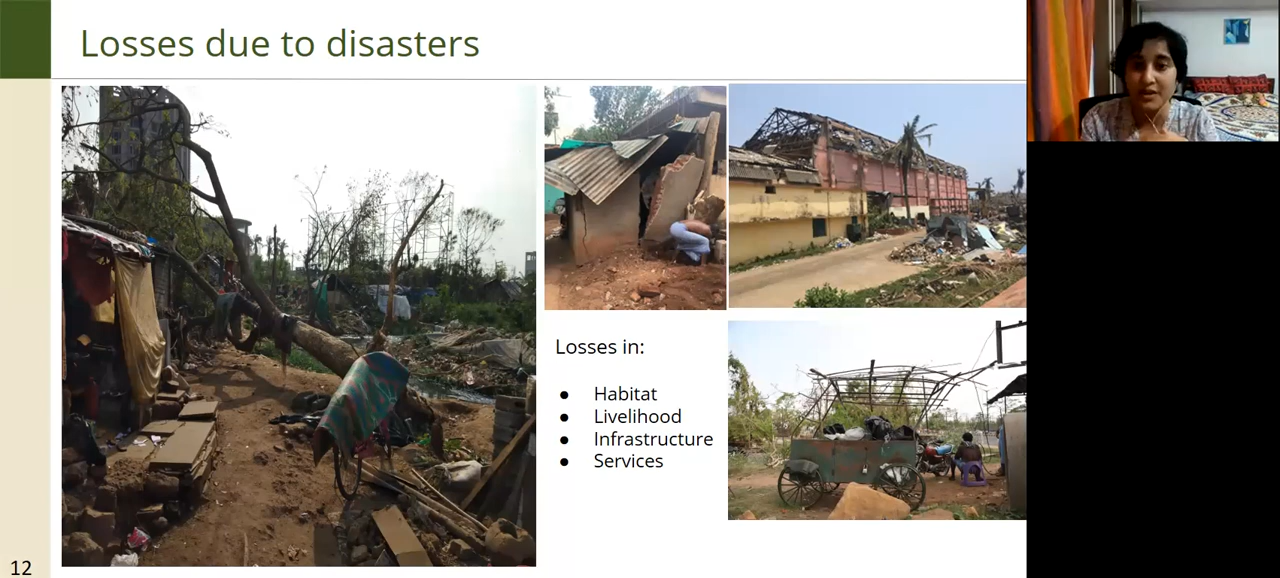 Losses due to disasters
Losses in:
● Habitat
● Livelihood
● Infrastructure
● Services
12